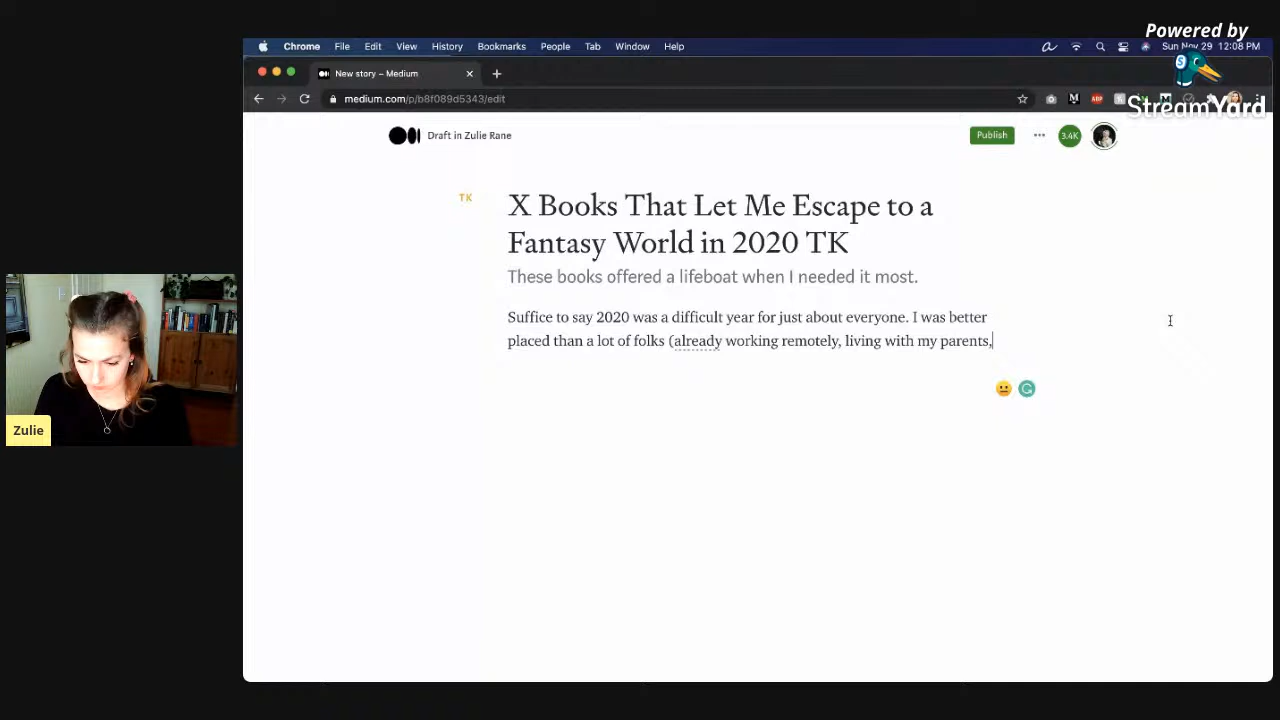 Powered by
StreamYard
Chrome File Edit View History Bookmarks People Tab Window Help
Sun Nov 29 12:08 PM
New story – Medium
medium.com/p/b8f089d5343/edit
ABP
Draft in Zulie Rane
Publish
3.4K
TK
X Books That Let Me Escape to a
Fantasy World in 2020 TK
These books offered a lifeboat when I needed it most.
Suffice to say 2020 was a difficult year for just about everyone. I was better
placed than a lot of folks (already working remotely, living with my parents,
Zulie